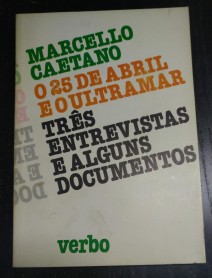 MARCELLO
CAETANO
O 25 DE ABRIL
E O ULTRAMAR
TRÊS
ENTREVISTAS
E ALGUNS
DOCUMENTOS
verbo